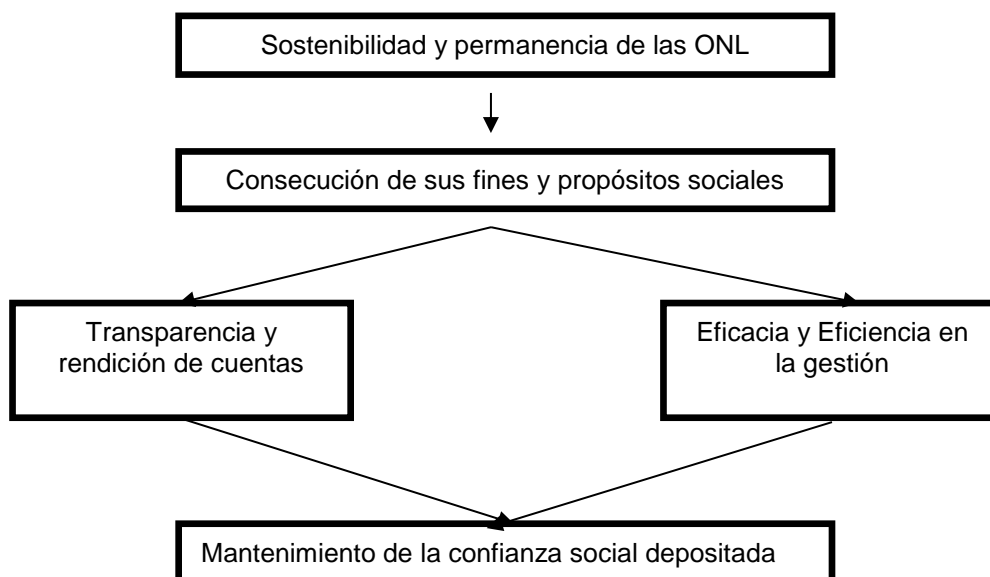 Sostenibilidad y permanencia de las ONL
Consecución de sus fines y propósitos sociales
Transparencia y
rendición de cuentas
Eficacia y Eficiencia en
la gestión
Mantenimiento de la confianza social depositada